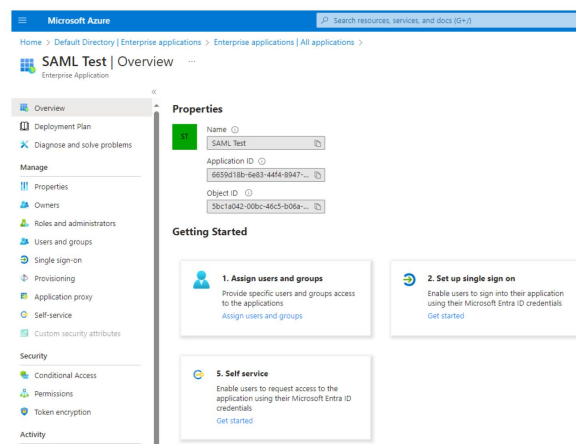 Microsoft Azure
Search resources, services, and docs (G+/)
Home > Default Directory | Enterprise applications > Enterprise applications | All applications >
SAML Test | Overview ...
Enterprise Application
«
Overview
Deployment Plan
Diagnose and solve problems
Manage
Properties
Owners
Roles and administrators
Users and groups
Single sign-on
Provisioning
Application proxy
Self-service
Custom security attributes
Security
Conditional Access
Permissions
Token encryption
Activity
Properties
ST
Name
SAML Test
Application ID
6659d18b-6e83-44f4-8947-...
Object ID
5bc1a042-00bc-46c5-b06a-...
Getting Started
1. Assign users and groups
Provide specific users and groups access
to the applications
Assign users and groups
2. Set up single sign on
Enable users to sign into their application
using their Microsoft Entra ID credentials
Get started
5. Self service
Enable users to request access to the
application using their Microsoft Entra ID
credentials
Get started